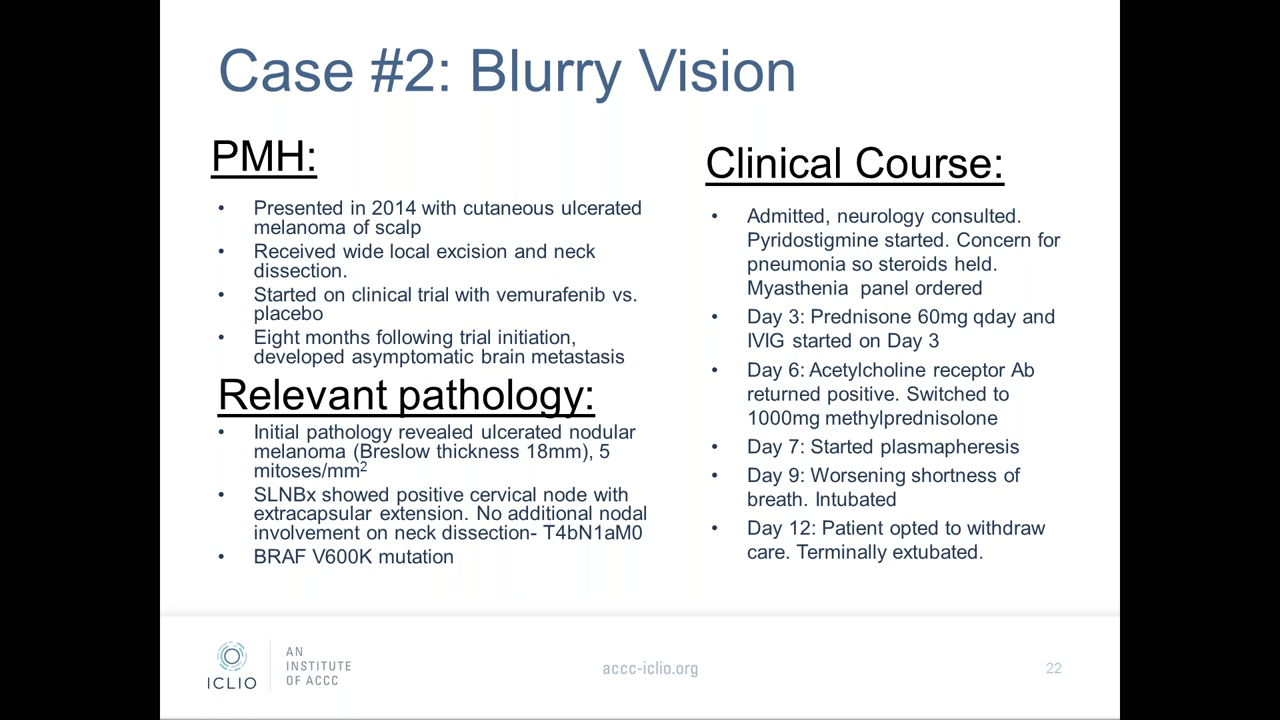 Case #2: Blurry Vision
PMH:
• Presented in 2014 with cutaneous ulcerated
melanoma of scalp
• Received wide local excision and neck
dissection.
• Started on clinical trial with vemurafenib vs.
placebo
• Eight months following trial initiation,
developed asymptomatic brain metastasis
Relevant pathology:
• Initial pathology revealed ulcerated nodular
melanoma (Breslow thickness 18mm), 5
mitoses/mm²
• SLNBx showed positive cervical node with
extracapsular extension. No additional nodal
involvement on neck dissection- T4bN1aM0
• BRAF V600K mutation
Clinical Course:
• Admitted, neurology consulted.
Pyridostigmine started. Concern for
pneumonia so steroids held.
Myasthenia panel ordered
• Day 3: Prednisone 60mg qday and
IVIG started on Day 3
• Day 6: Acetylcholine receptor Ab
returned positive. Switched to
1000mg methylprednisolone
• Day 7: Started plasmapheresis
• Day 9: Worsening shortness of
breath. Intubated
• Day 12: Patient opted to withdraw
care. Terminally extubated.
ICLIO
AN
INSTITUTE
OF ACCC
accc-iclio.org
22